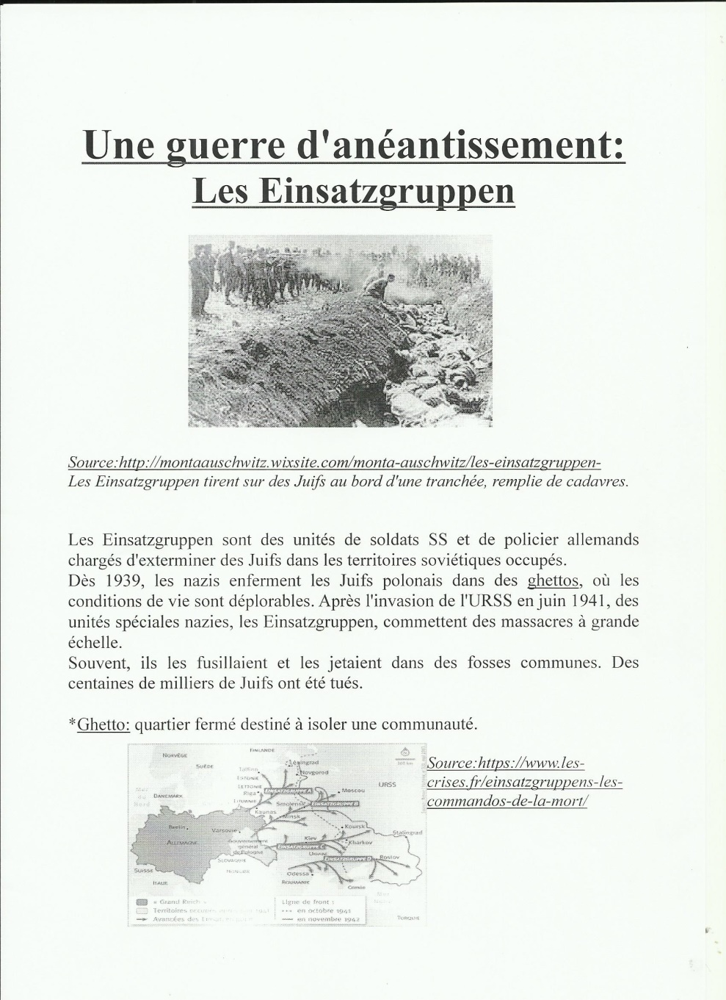 Une guerre d'anéantissement:
Les Einsatzgruppen
Source:http://montaauschwitz.wixsite.com/monta-auschwitz/les-einsatzgruppen-
Les Einsatzgruppen tirent sur des Juifs au bord d'une tranchée, remplie de cadavres.
Les Einsatzgruppen sont des unités de soldats SS et de policier allemands
chargés d'exterminer des Juifs dans les territoires soviétiques occupés.
Dès 1939, les nazis enferment les Juifs polonais dans des ghettos, où les
conditions de vie sont déplorables. Après l'invasion de l'URSS en juin 1941, des
unités spéciales nazies, les Einsatzgruppen, commettent des massacres à grande
échelle.
Souvent, ils les fusillaient et les jetaient dans des fosses communes. Des
centaines de milliers de Juifs ont été tués.
*Ghetto: quartier fermé destiné à isoler une communauté.
FINLANDE
NORVÈGE
SUÈDE
Léningrad
Novgorod
Tallinn
ESTONIE
LETTONIE
Riga
EINSATZGRUPPE A
Moscou
URSS
300 km
Mer du Nord
DANEMARK
LITUANIE
Smolensk
EINSATZGRUPPE B
Kaunas
Minsk
Berlin
Varsovie
Koursk
Stalingrad
ALLEMAGNE
Gouvernement
général
de Pologne
Kiev
Kharkov
EINSATZGRUPPE C
EINSATZGRUPPE D
Rostov
SLOVAQUIE
SUISSE
Odessa
ITALIE
ROUMANIE
Crimée
« Grand Reich »
Territoires
Avancées des
Ligne de front :
en octobre 1941
en novembre 1942
TURQUIE
Source:https://www.les-
crises.fr/einsatzgruppens-les-
commandos-de-la-mort/